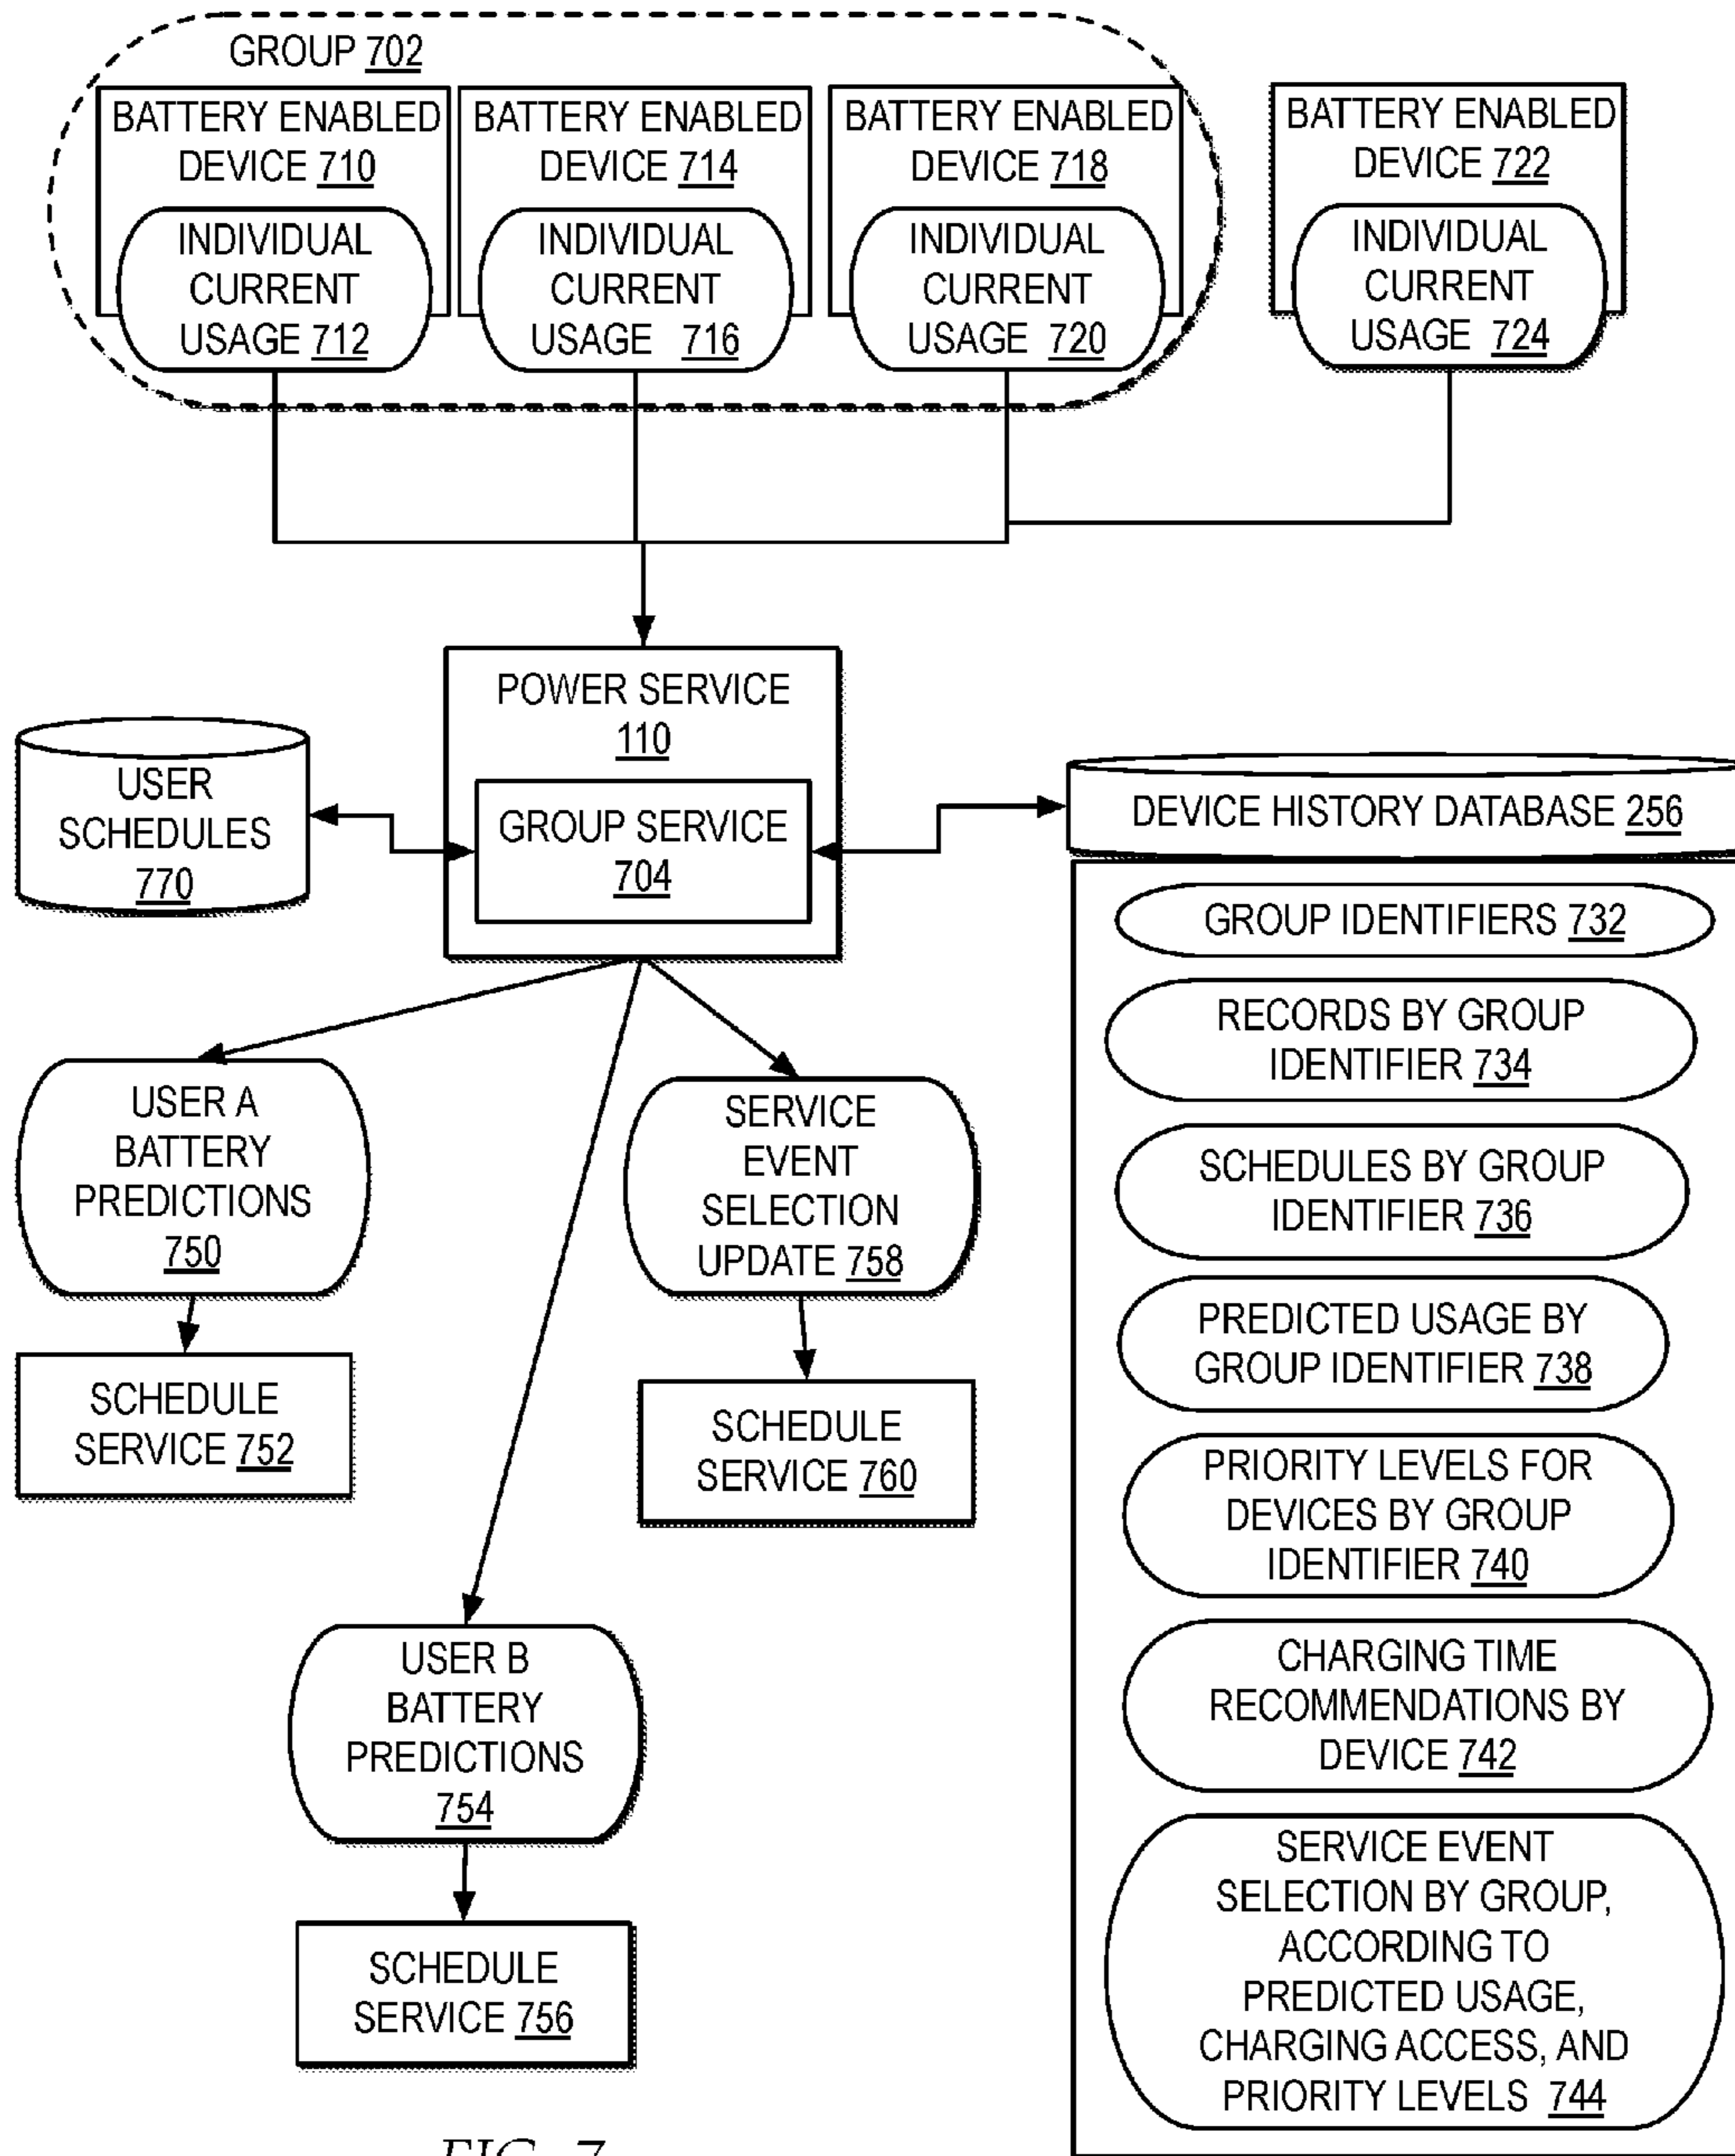 GROUP 702
BATTERY ENABLED
DEVICE 710
INDIVIDUAL
CURRENT
USAGE 712
BATTERY ENABLED
DEVICE 714
INDIVIDUAL
CURRENT
USAGE 716
BATTERY ENABLED
DEVICE 718
INDIVIDUAL
CURRENT
USAGE 720
BATTERY ENABLED
DEVICE 722
INDIVIDUAL
CURRENT
USAGE 724
POWER SERVICE
110
GROUP SERVICE
704
USER
SCHEDULES
770
DEVICE HISTORY DATABASE 256
GROUP IDENTIFIERS 732
RECORDS BY GROUP
IDENTIFIER 734
SCHEDULES BY GROUP
IDENTIFIER 736
PREDICTED USAGE BY
GROUP IDENTIFIER 738
PRIORITY LEVELS FOR
DEVICES BY GROUP
IDENTIFIER 740
CHARGING TIME
RECOMMENDATIONS BY
DEVICE 742
SERVICE EVENT
SELECTION BY GROUP,
ACCORDING TO
PREDICTED USAGE,
CHARGING ACCESS, AND
PRIORITY LEVELS 744
USER A
BATTERY
PREDICTIONS
750
SCHEDULE
SERVICE 752
SERVICE
EVENT
SELECTION
UPDATE 758
SCHEDULE
SERVICE 760
USER B
BATTERY
PREDICTIONS
754
SCHEDULE
SERVICE 756
FIG. 7